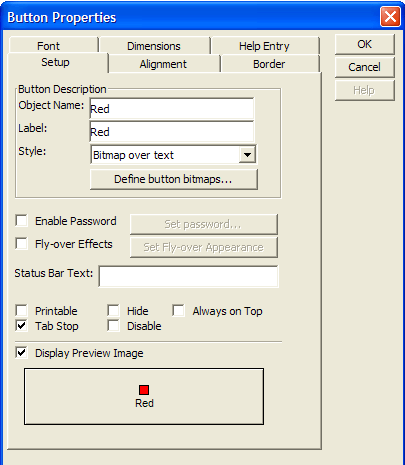 Button Properties
Font Dimensions Help Entry
Setup Alignment Border
OK
Cancel
Help
Button Description
Object Name: Red
Label: Red
Style: Bitmap over text
Define button bitmaps...
Enable Password Set password...
Fly-over Effects Set Fly-over Appearance
Status Bar Text:
Printable Hide Always on Top
Tab Stop Disable
Display Preview Image
Red